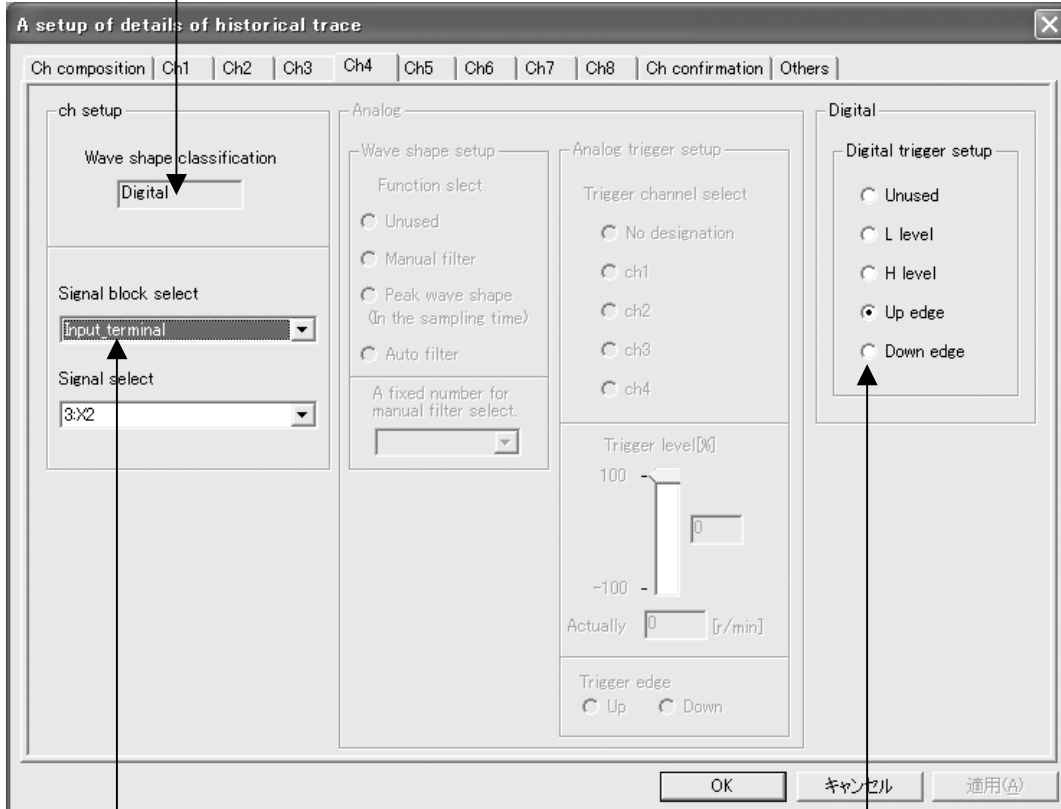 A setup of details of historical trace
Ch composition Ch1 Ch2 Ch3 Ch4 Ch5 Ch6 Ch7 Ch8 Ch confirmation Others
ch setup
Wave shape classification
Digital
Signal block select
Input_terminal
Signal select
3:X2
Analog
Wave shape setup
Function slect
Unused
Manual filter
Peak wave shape
(In the sampling time)
Auto filter
A fixed number for
manual filter select.
Analog trigger setup
Trigger channel select
No designation
ch1
ch2
ch3
ch4
Trigger level[%]
100
0
-100
Actually 0 [r/min]
Trigger edge
Up Down
Digital
Digital trigger setup
Unused
L level
H level
Up edge
Down edge
OK キャンセル 適用(A)